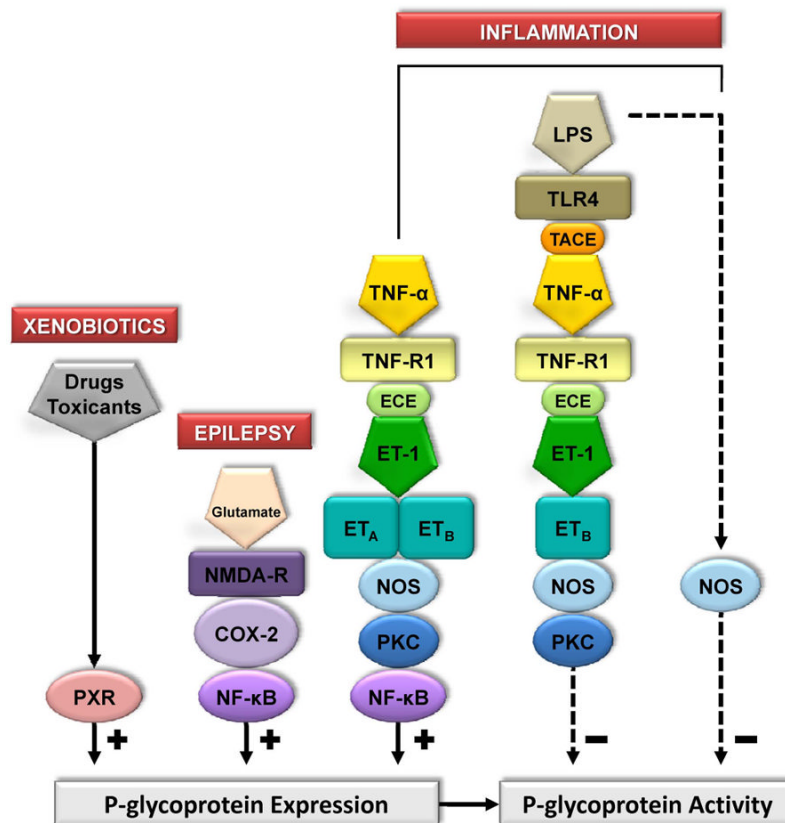 INFLAMMATION
LPS
TLR4
TACE
TNF-α
TNF-α
XENOBIOTICS
TNF-R1
TNF-R1
Drugs
Toxicants
ECE
ECE
EPILEPSY
ET-1
ET-1
Glutamate
ETA
ETB
ETB
NMDA-R
NOS
NOS
NOS
COX-2
PKC
PKC
PXR
NF-κB
NF-κB
+
+
+
−
−
P-glycoprotein Expression
P-glycoprotein Activity